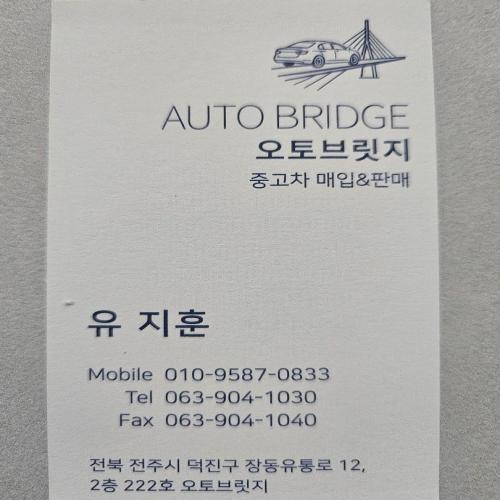 AUTO BRIDGE
오토브릿지
중고차 매입&판매
유 지훈
Mobile 010-9587-0833
Tel 063-904-1030
Fax 063-904-1040
전북 전주시 덕진구 장동유통로 12,
2층 222호 오토브릿지